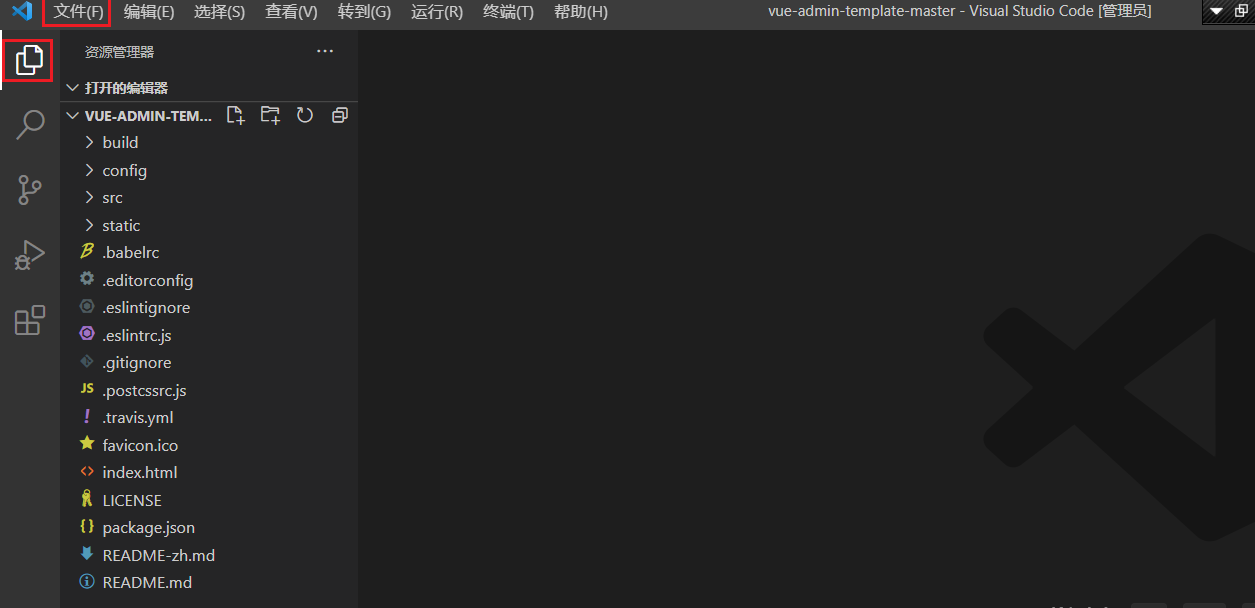 文件(F) 编辑(E) 选择(S) 查看(V) 转到(G) 运行(R) 终端(T) 帮助(H) vue-admin-template-master - Visual Studio Code [管理员]
资源管理器
打开的编辑器
VUE-ADMIN-TEM...
build
config
src
static
.babelrc
.editorconfig
.eslintignore
.eslintrc.js
.gitignore
JS .postcssrc.js
! .travis.yml
favicon.ico
index.html
LICENSE
package.json
README-zh.md
README.md